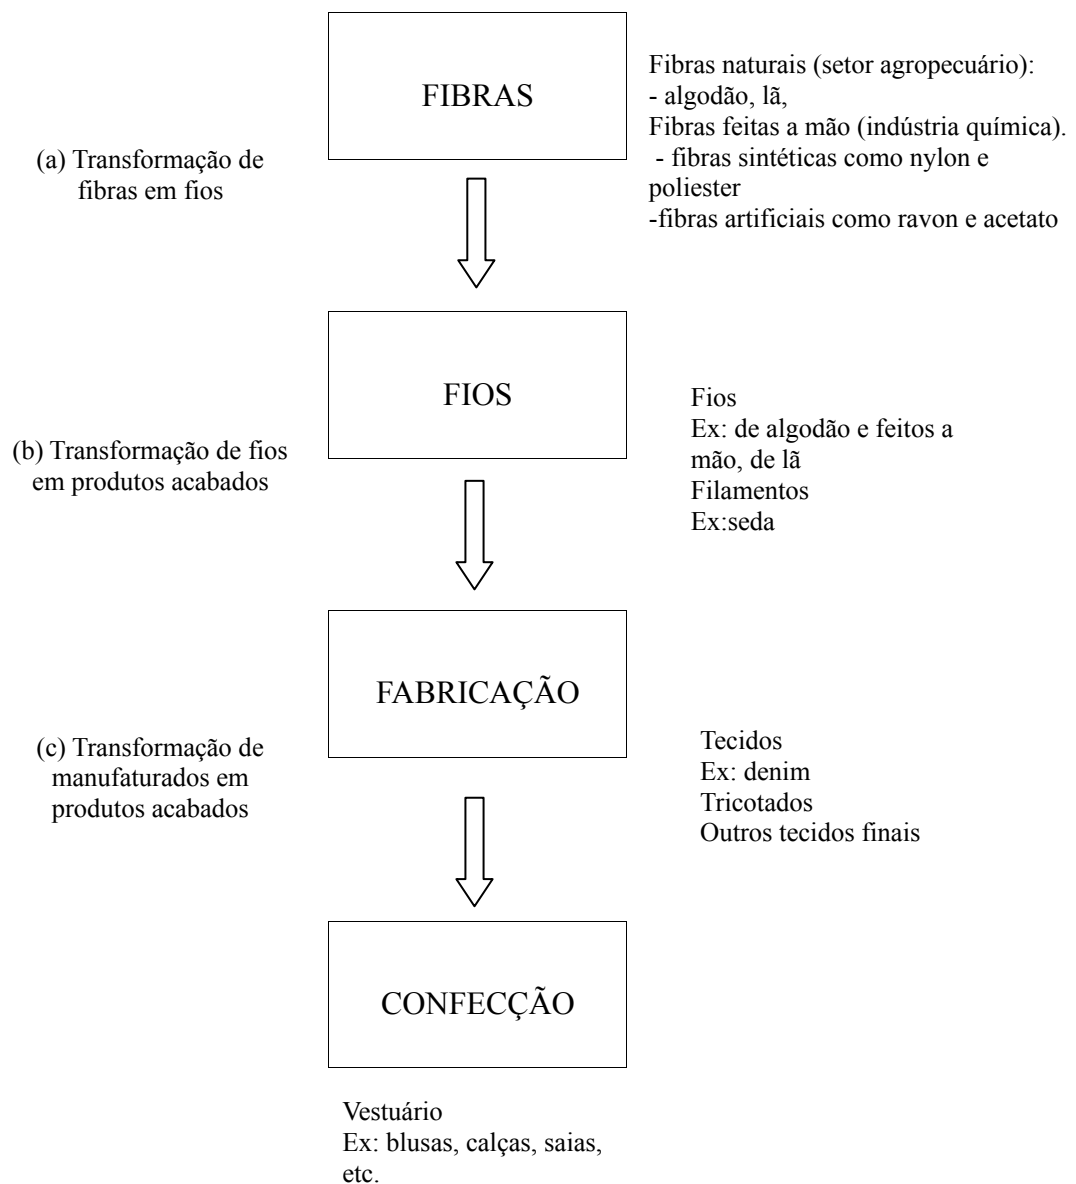 FIBRAS
Fibras naturais (setor agropecuário):
- algodão, lã,
Fibras feitas a mão (indústria química).
- fibras sintéticas como nylon e
poliester
-fibras artificiais como ravon e acetato
(a) Transformação de
fibras em fios
FIOS
Fios
Ex: de algodão e feitos a
mão, de lã
Filamentos
Ex:seda
(b) Transformação de fios
em produtos acabados
FABRICAÇÃO
Tecidos
Ex: denim
Tricotados
Outros tecidos finais
(c) Transformação de
manufaturados em
produtos acabados
CONFECÇÃO
Vestuário
Ex: blusas, calças, saias,
etc.